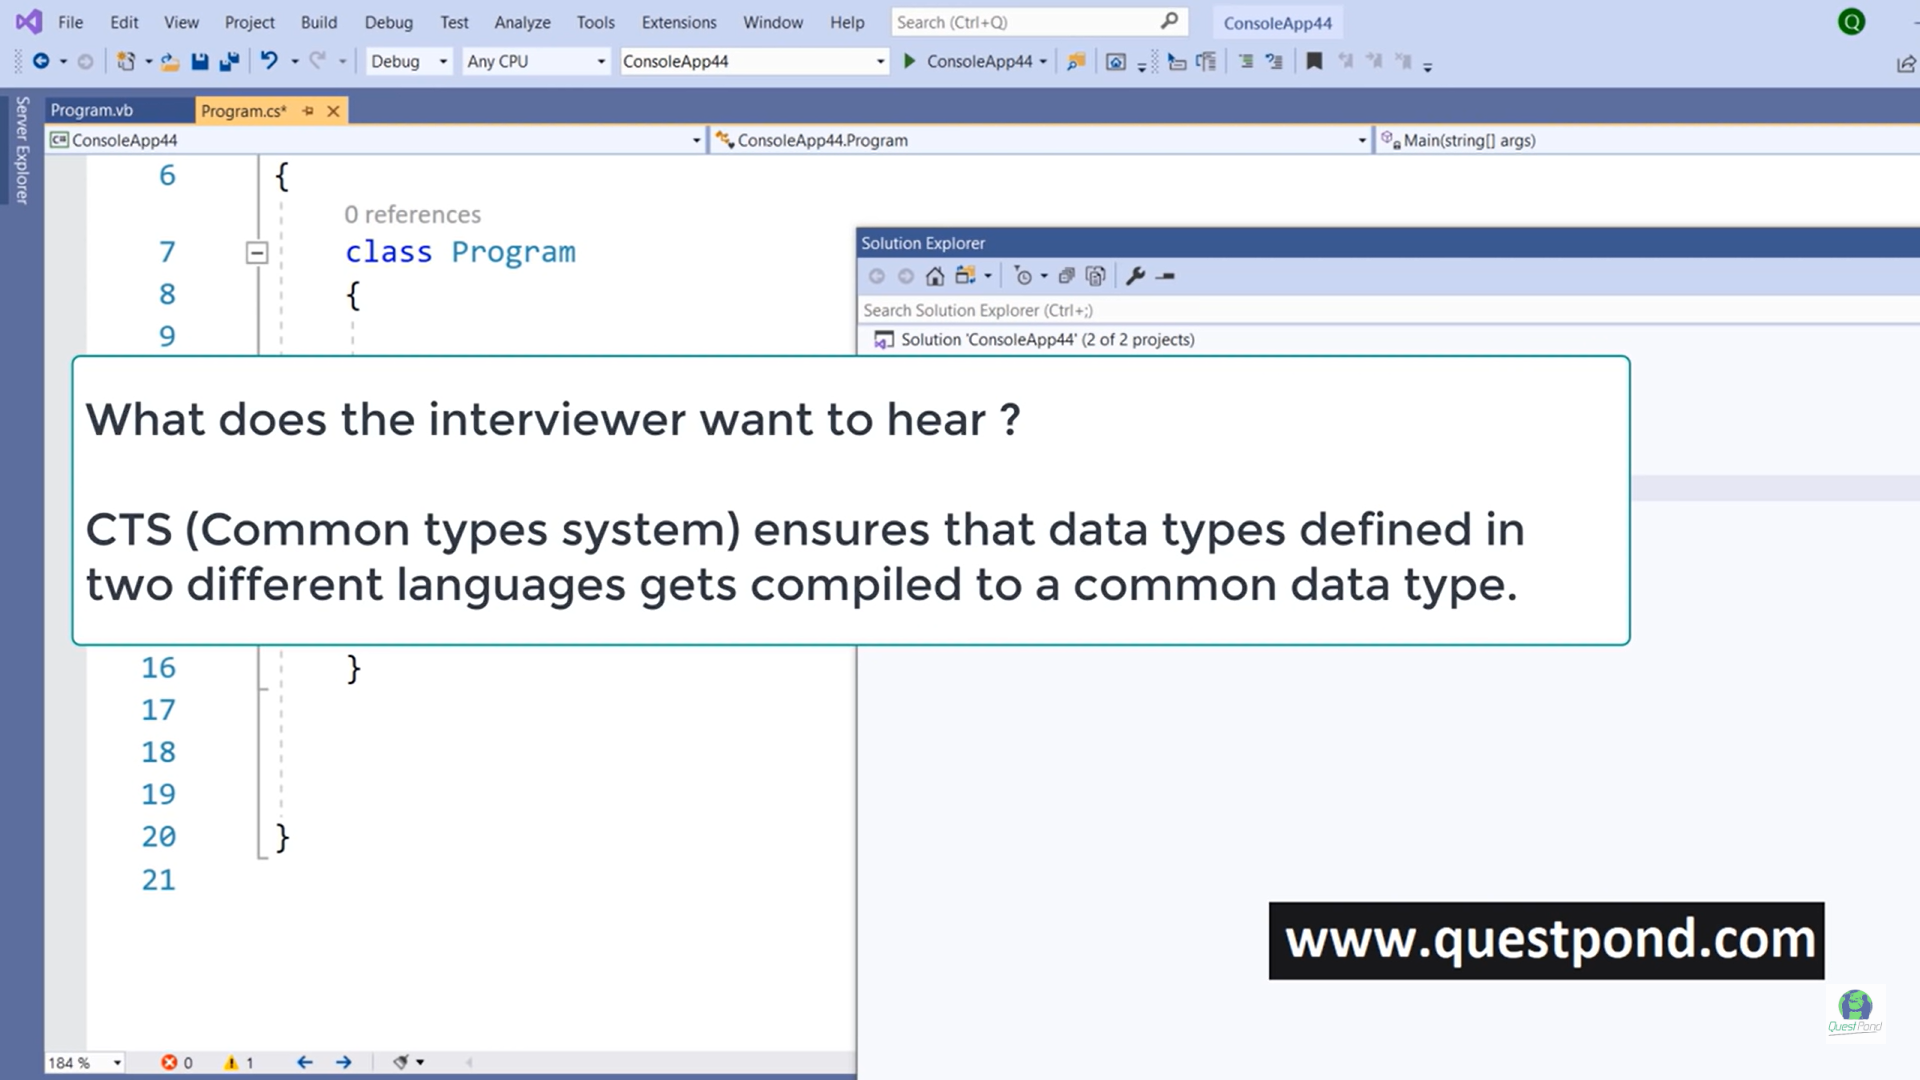 File Edit View Project Build Debug Test Analyze Tools Extensions Window Help Search (Ctrl+Q) ConsoleApp44 Q
Debug Any CPU ConsoleApp44 ConsoleApp44
Server Explorer
Program.vb Program.cs*
C# ConsoleApp44 ConsoleApp44.Program Main(string[] args)
6 {
0 references
7 class Program
8 {
9
Solution Explorer
Search Solution Explorer (Ctrl+;)
Solution 'ConsoleApp44' (2 of 2 projects)
What does the interviewer want to hear ?
CTS (Common types system) ensures that data types defined in
two different languages gets compiled to a common data type.
16 }
17
18
19
20 }
21
www.questpond.com
QuestPond
184 % 0 1